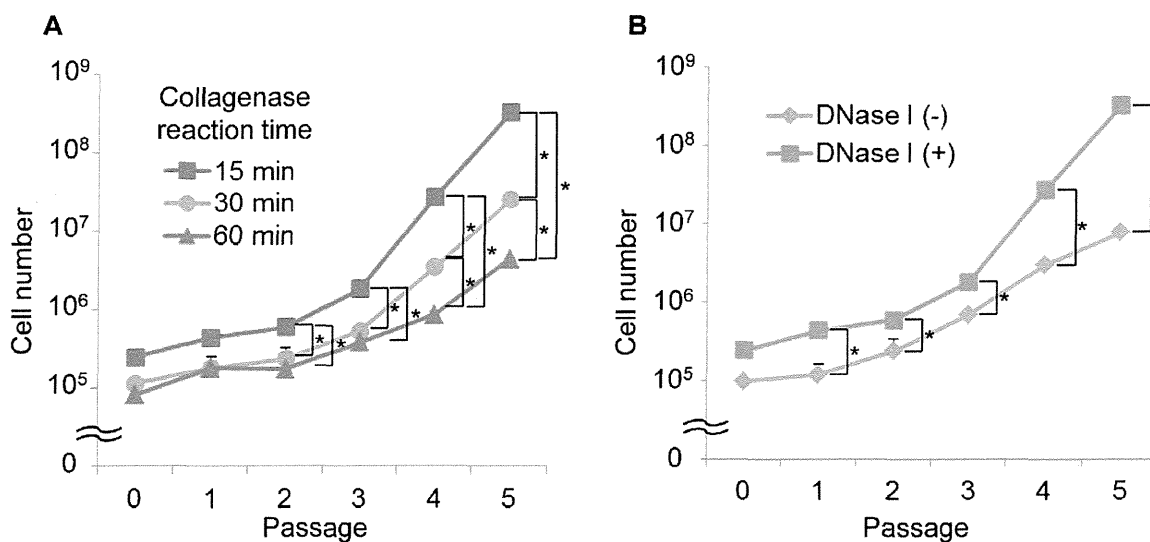 A
Cell number
10⁹
10⁸
10⁷
10⁶
10⁵
0
Collagenase
reaction time
15 min
30 min
60 min
* * * * * * * * * *
0 1 2 3 4 5
Passage
B
Cell number
10⁹
10⁸
10⁷
10⁶
10⁵
0
DNase I (-)
DNase I (+)
* * * *
0 1 2 3 4 5
Passage